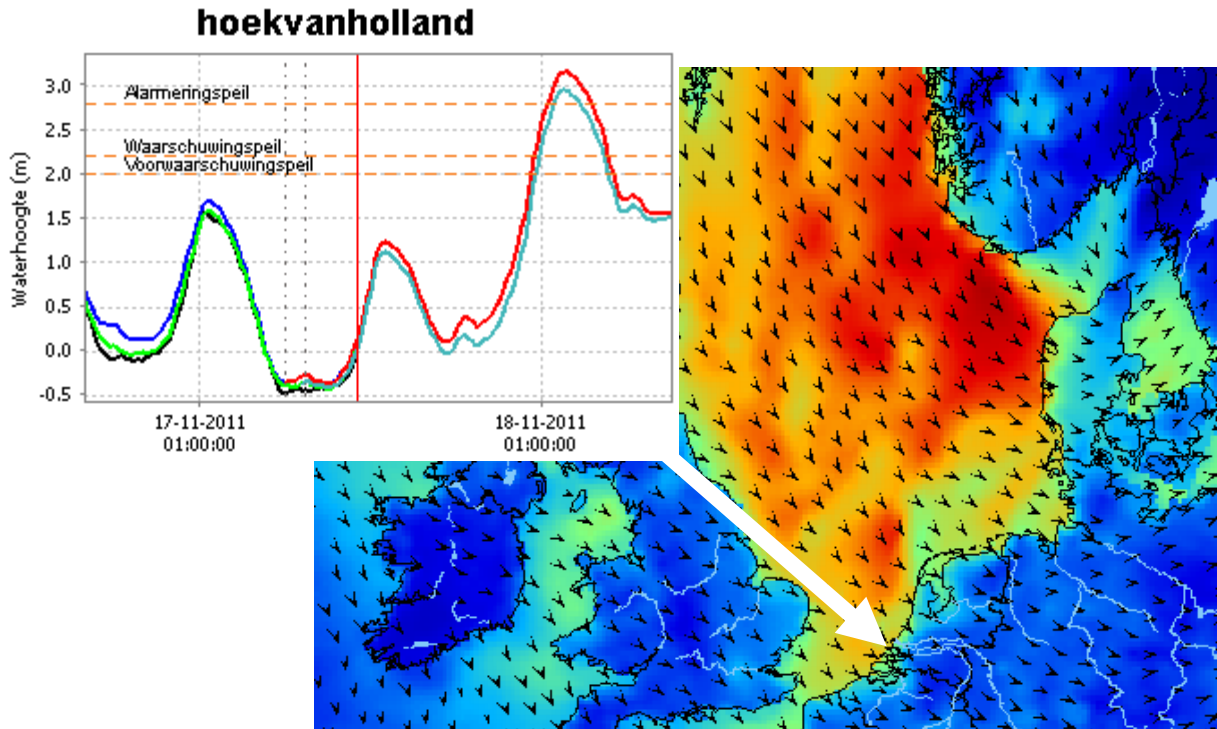 hoekvanholland
Waterhoogte (m)
3.0
2.5
2.0
1.5
1.0
0.5
0.0
-0.5
Alarmeringspeil
Waarschuwingspeil
Voorwaarschuwingspeil
17-11-2011
01:00:00
18-11-2011
01:00:00